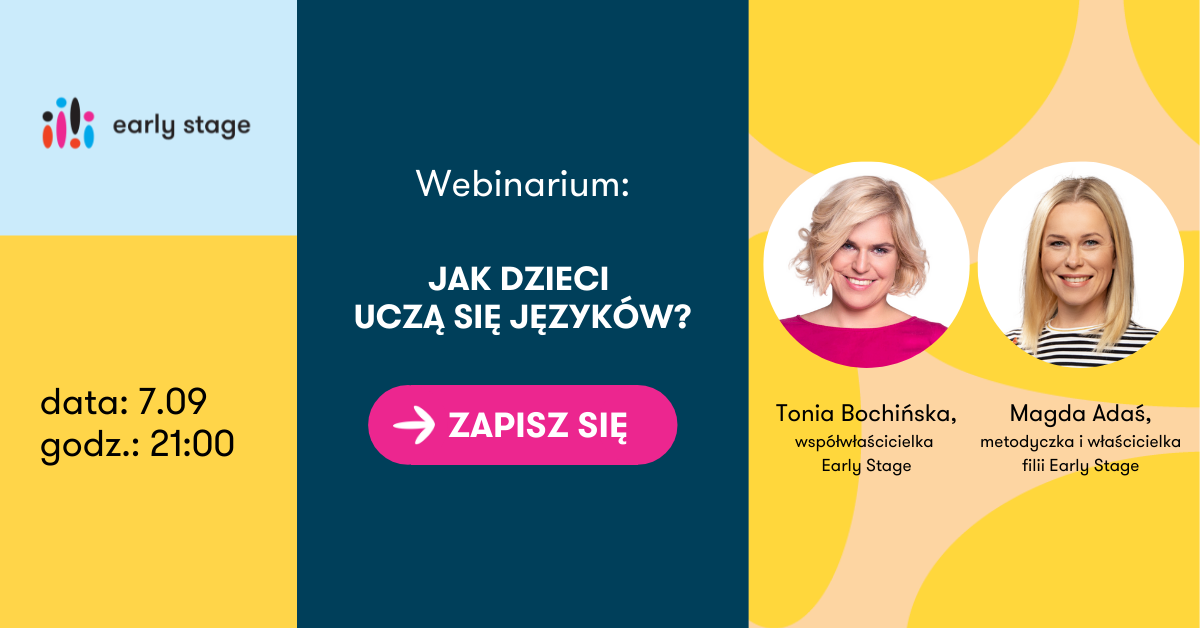 early stage
data: 7.09
godz.: 21:00
Webinarium:
JAK DZIECI
UCZĄ SIĘ JĘZYKÓW?
ZAPISZ SIĘ
Tonia Bochińska,
współwłaścicielka
Early Stage
Magda Adaś,
metodyczka i właścicielka
filii Early Stage